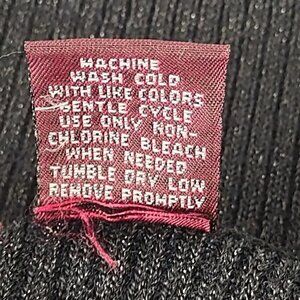 MACHINE
WASH COLD
WITH LIKE COLORS
GENTLE CYCLE
USE ONLY NON-
CHLORINE BLEACH
WHEN NEEDED
TUMBLE DRY LOW
REMOVE PROMPTLY